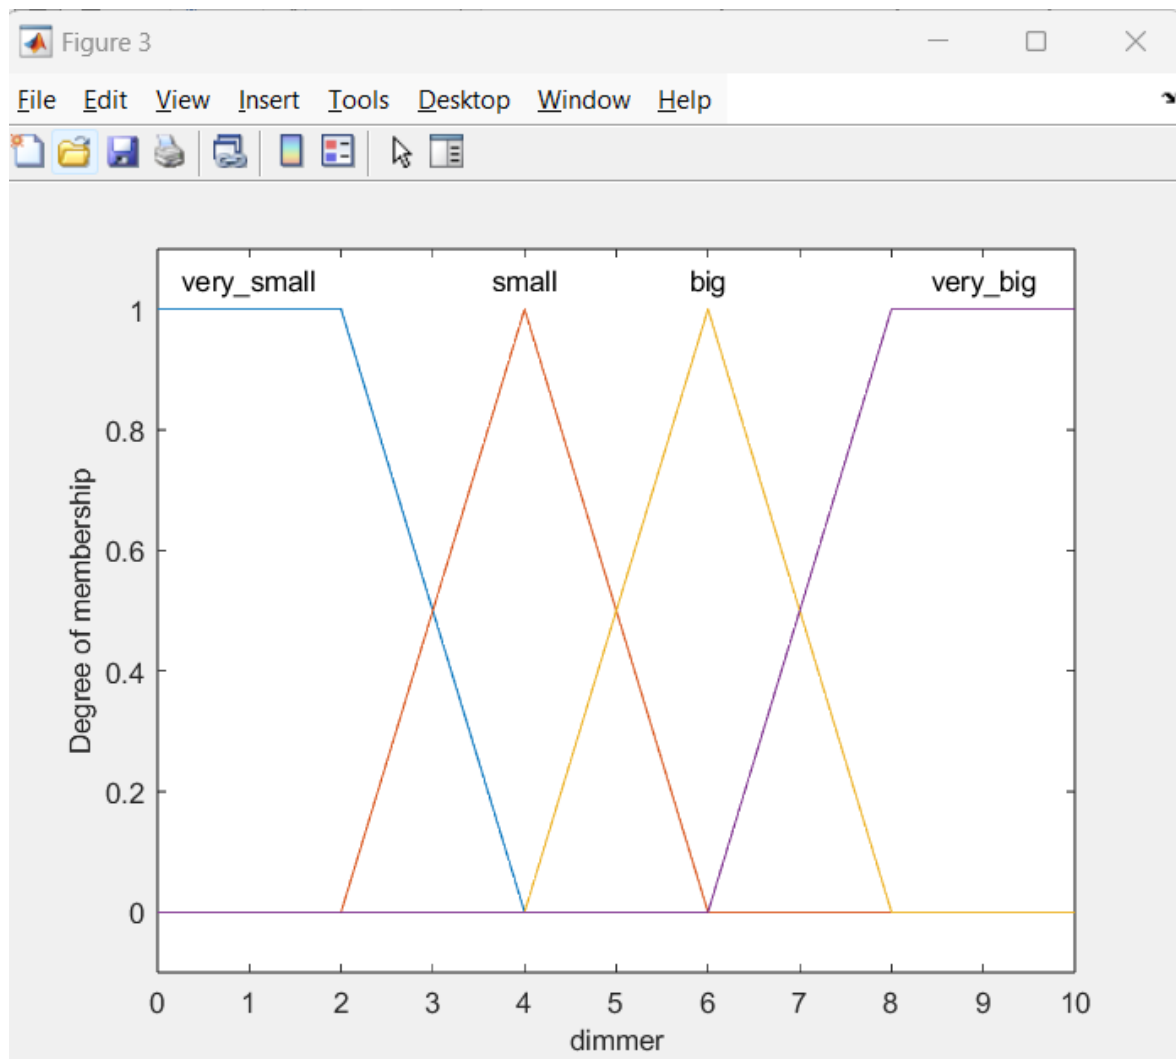 Figure 3
File Edit View Insert Tools Desktop Window Help
very_small small big very_big
1
0.8
0.6
0.4
0.2
0
Degree of membership
0 1 2 3 4 5 6 7 8 9 10
dimmer